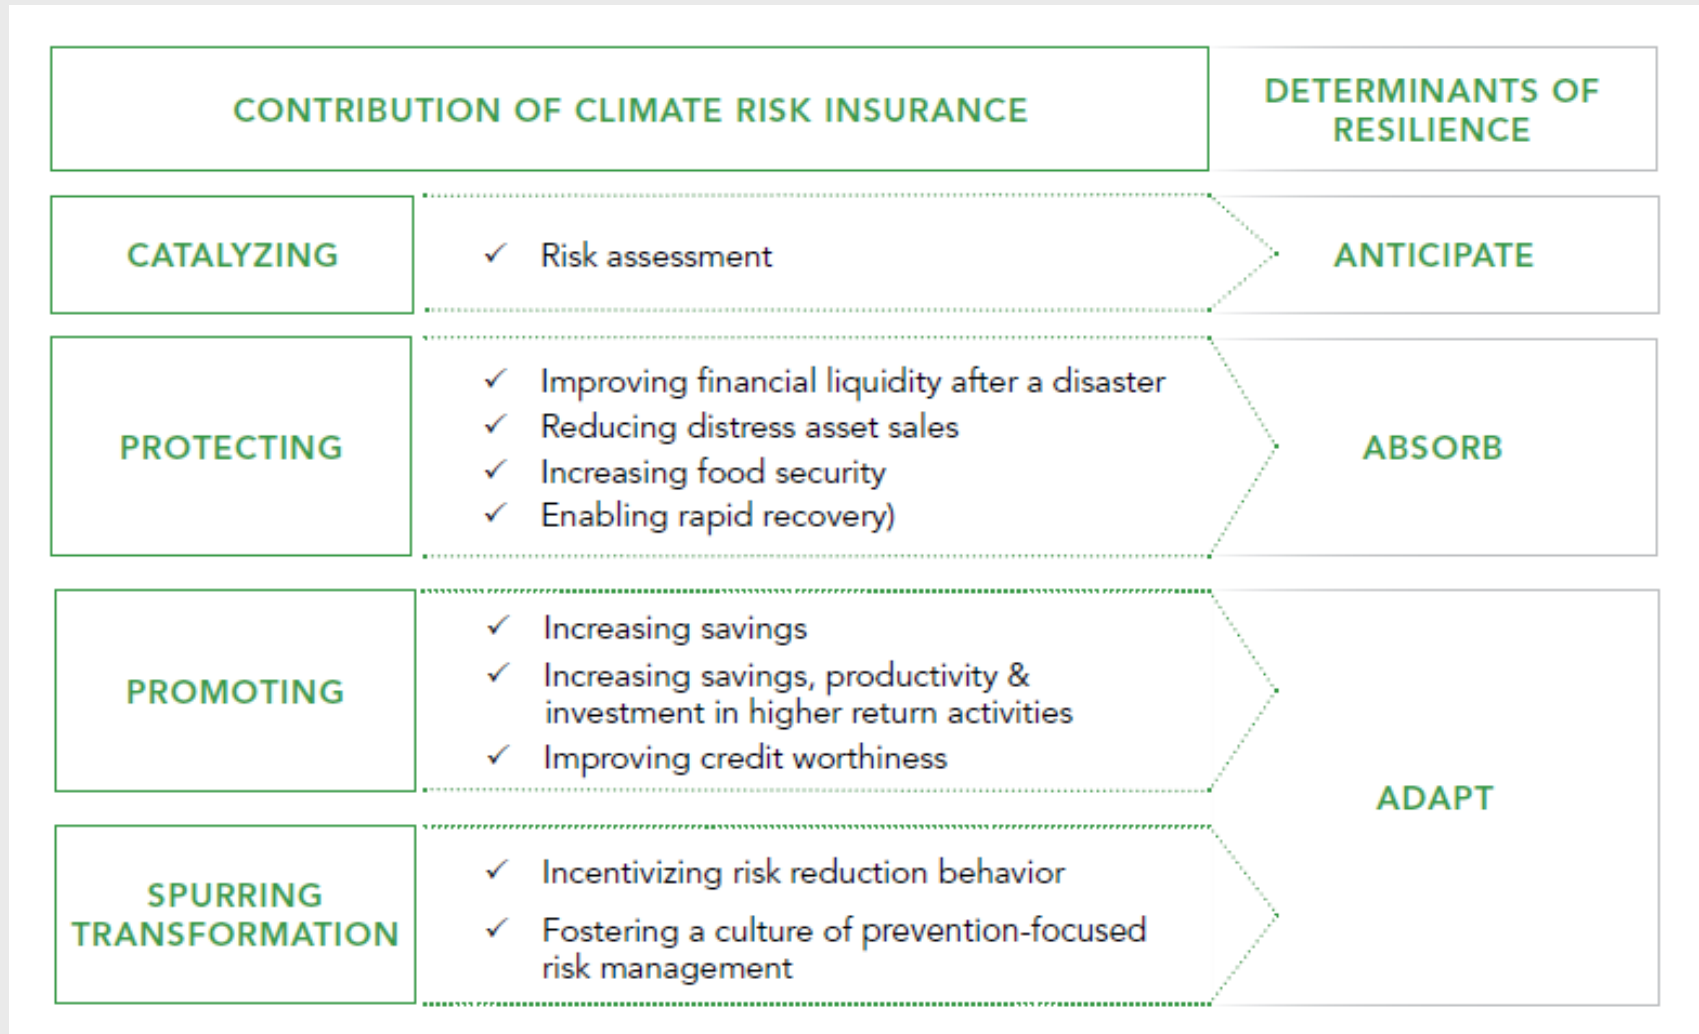 CONTRIBUTION OF CLIMATE RISK INSURANCE
DETERMINANTS OF
RESILIENCE
CATALYZING
✓ Risk assessment
ANTICIPATE
PROTECTING
✓ Improving financial liquidity after a disaster
✓ Reducing distress asset sales
✓ Increasing food security
✓ Enabling rapid recovery)
ABSORB
PROMOTING
✓ Increasing savings
✓ Increasing savings, productivity &
investment in higher return activities
✓ Improving credit worthiness
SPURRING
TRANSFORMATION
✓ Incentivizing risk reduction behavior
✓ Fostering a culture of prevention-focused
risk management
ADAPT